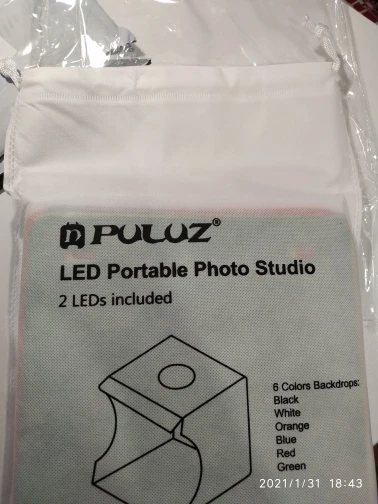 PULUZ®
LED Portable Photo Studio
2 LEDs included
6 Colors Backdrops:
Black
White
Orange
Blue
Red
Green
2021/1/31 18:43